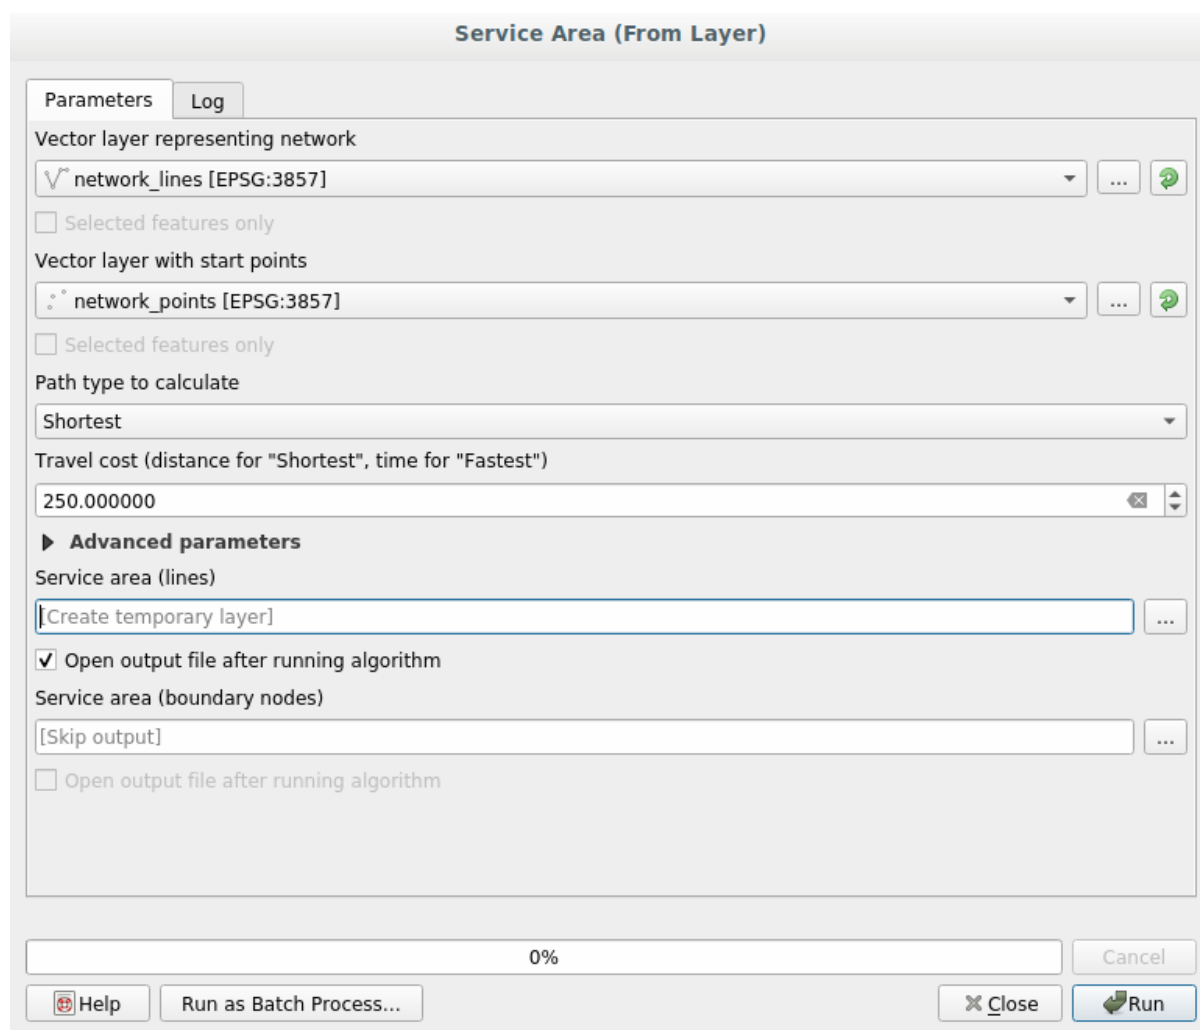 Service Area (From Layer)
Parameters Log
Vector layer representing network
network_lines [EPSG:3857] ...
Selected features only
Vector layer with start points
network_points [EPSG:3857] ...
Selected features only
Path type to calculate
Shortest
Travel cost (distance for "Shortest", time for "Fastest")
250.000000
Advanced parameters
Service area (lines)
[Create temporary layer] ...
Open output file after running algorithm
Service area (boundary nodes)
[Skip output] ...
Open output file after running algorithm
0% Cancel
Help Run as Batch Process... Close Run